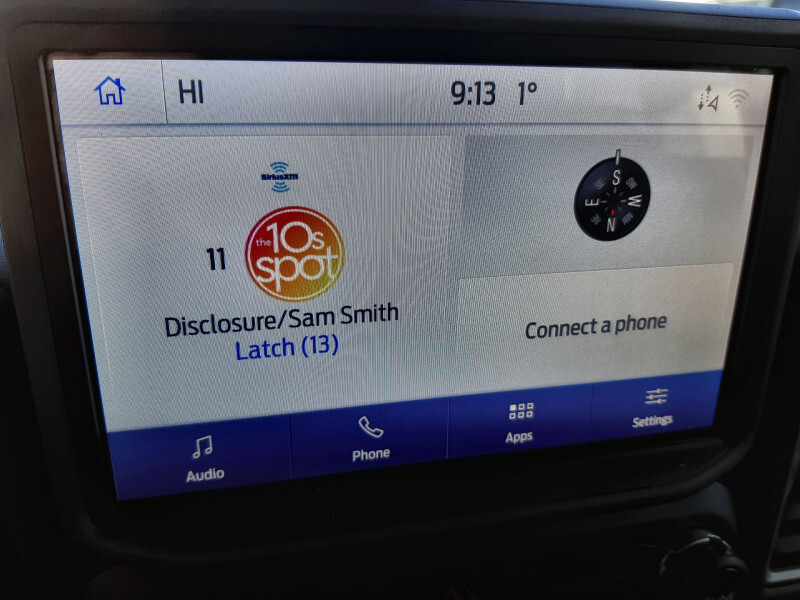 HI 9:13 1°
SiriusXM
11 the 10s spot
S
E W
N
Disclosure/Sam Smith
Latch (13)
Connect a phone
Audio Phone Apps Settings